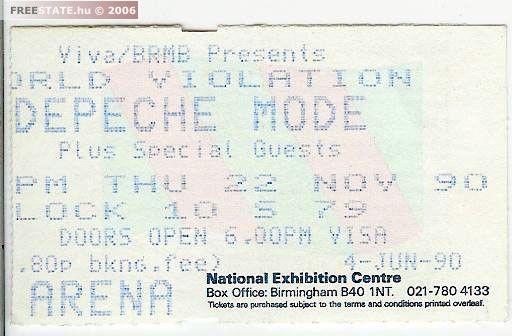 FREESTATE.hu © 2006
Viva/BRMB Presents
ORLD VIOLATION
DEPECHE MODE
Plus Special Guests
PM THU 22 NOV 90
LOCK 10 S 79
DOORS OPEN 6.00PM VISA
.80p bkng.fee) 4-JUN-90
ARENA
National Exhibition Centre
Box Office: Birmingham B40 1NT. 021-780 4133
Tickets are purchased subject to the terms and conditions printed overleaf.